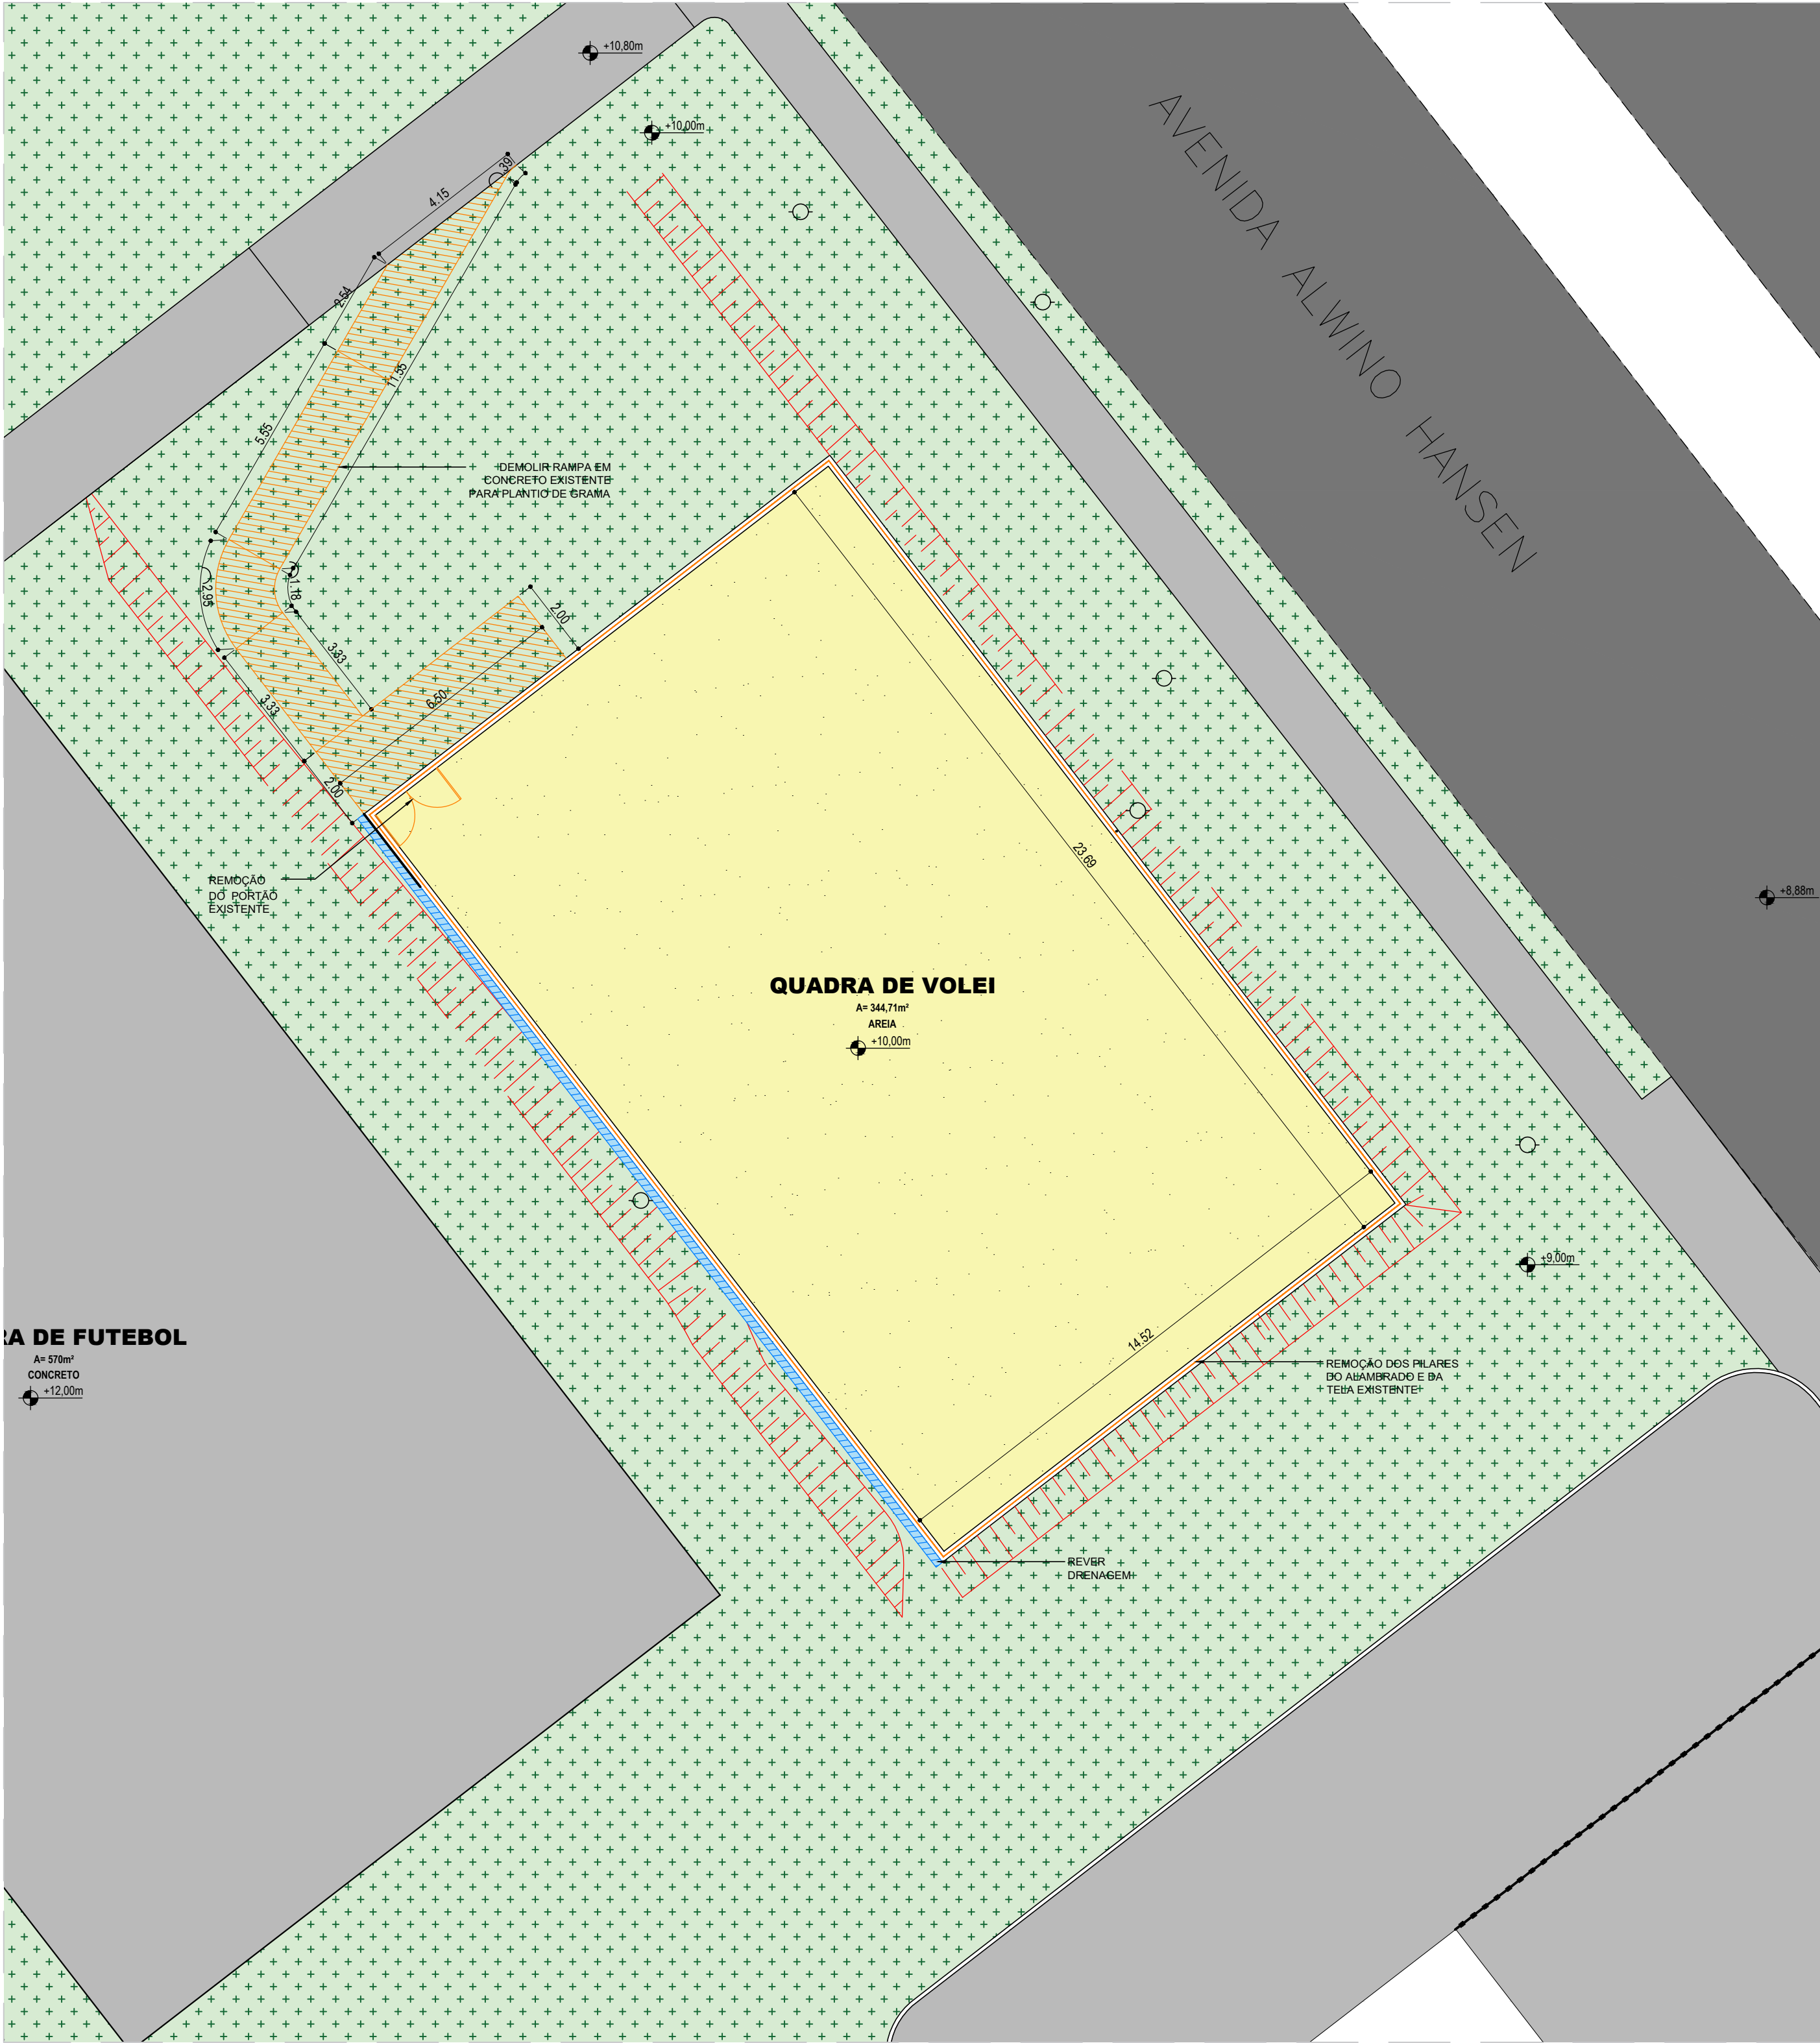 +10,80m
+10,00m
AVENIDA ALWINO HANSEN
.39
4.15
2.54
11.55
5.55
DEMOLIR RAMPA EM
CONCRETO EXISTENTE
PARA PLANTIO DE GRAMA
2.95
1.18
2.00
3.33
6.50
3.33
2.00
23.69
REMOÇÃO
DO PORTÃO
EXISTENTE
+8,88m
QUADRA DE VOLEI
A= 344,71m²
AREIA
+10,00m
+9,00m
14.52
RA DE FUTEBOL
A= 570m²
CONCRETO
+12,00m
REMOÇÃO DOS PILARES
DO ALAMBRADO E DA
TELA EXISTENTE
REVER
DRENAGEM